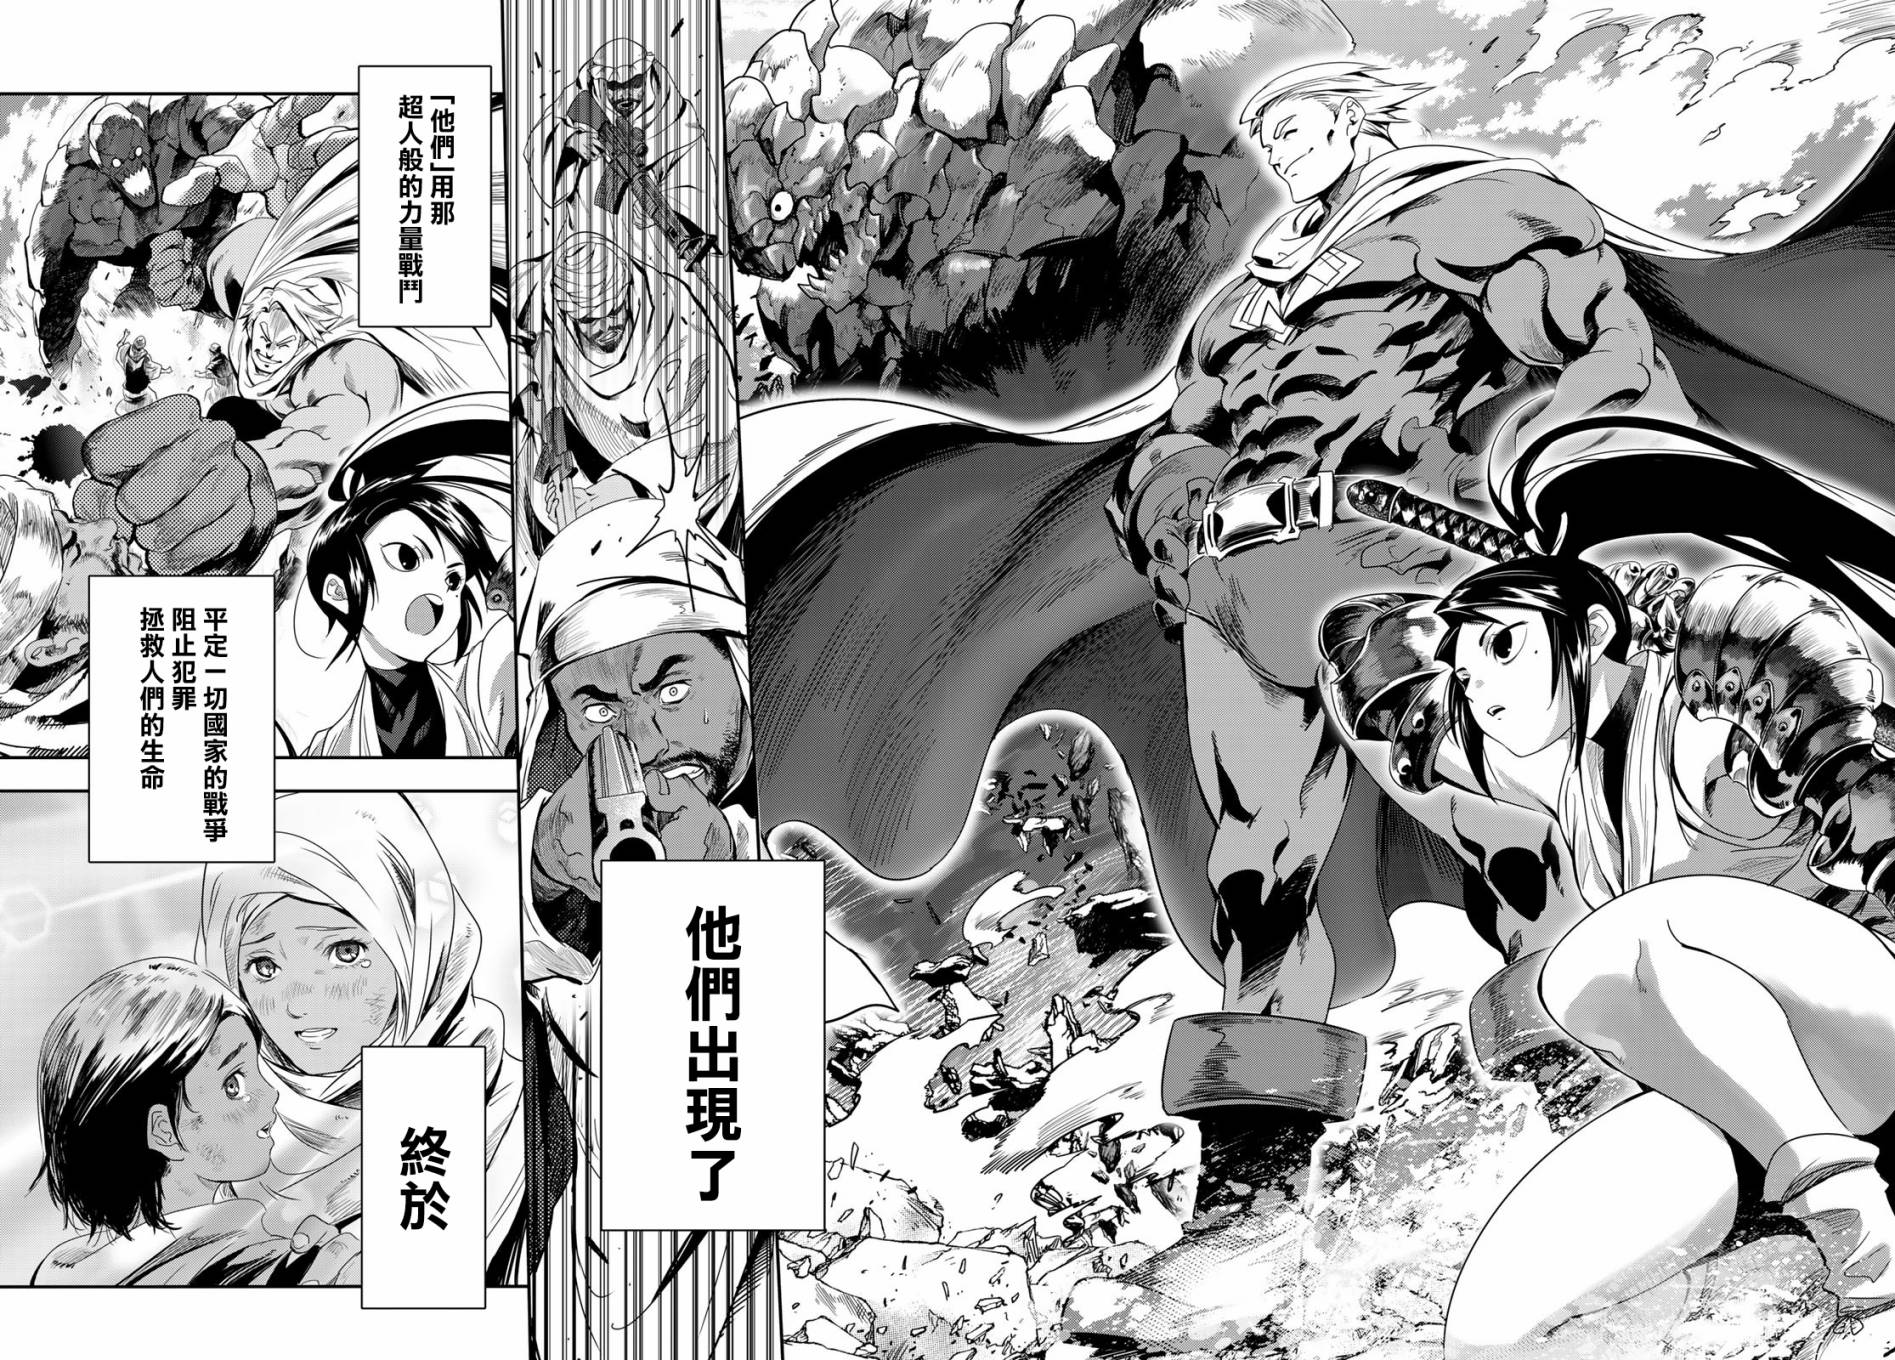 他們出現了
「他們」用那
超人般的力量戰鬥
平定一切國家的戰爭
阻止犯罪
拯救人們的生命
終於